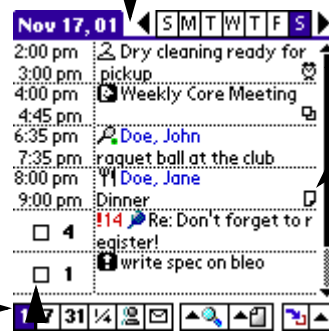 Nov 17, 01 S M T W T F S
2:00 pm Dry cleaning ready for
3:00 pm pickup
4:00 pm Weekly Core Meeting
4:45 pm
6:35 pm Doe, John
7:35 pm raquet ball at the club
8:00 pm Doe, Jane
9:00 pm Dinner
4 !14 Re: Don't forget to r
egister!
1 write spec on bleo
1 7 31 ¼